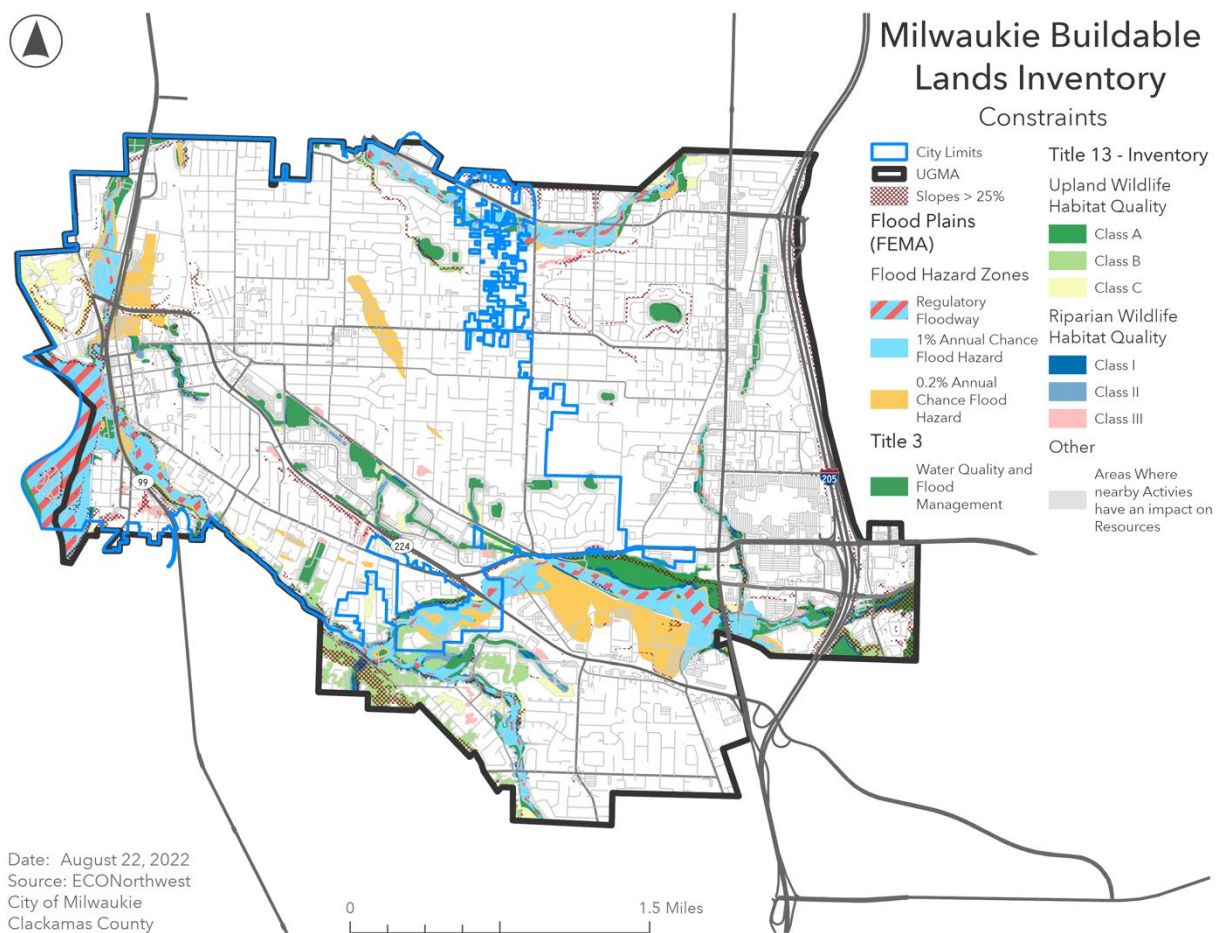 Milwaukie Buildable
Lands Inventory
Constraints
City Limits
UGMA
Slopes > 25%
Flood Plains
(FEMA)
Flood Hazard Zones
Regulatory
Floodway
1% Annual Chance
Flood Hazard
0.2% Annual
Chance Flood
Hazard
Title 3
Water Quality and
Flood
Management
Title 13 - Inventory
Upland Wildlife
Habitat Quality
Class A
Class B
Class C
Riparian Wildlife
Habitat Quality
Class I
Class II
Class III
Other
Areas Where
nearby Activies
have an impact on
Resources
205
99
224
Date: August 22, 2022
Source: ECONorthwest
City of Milwaukie
Clackamas County
0
1.5 Miles